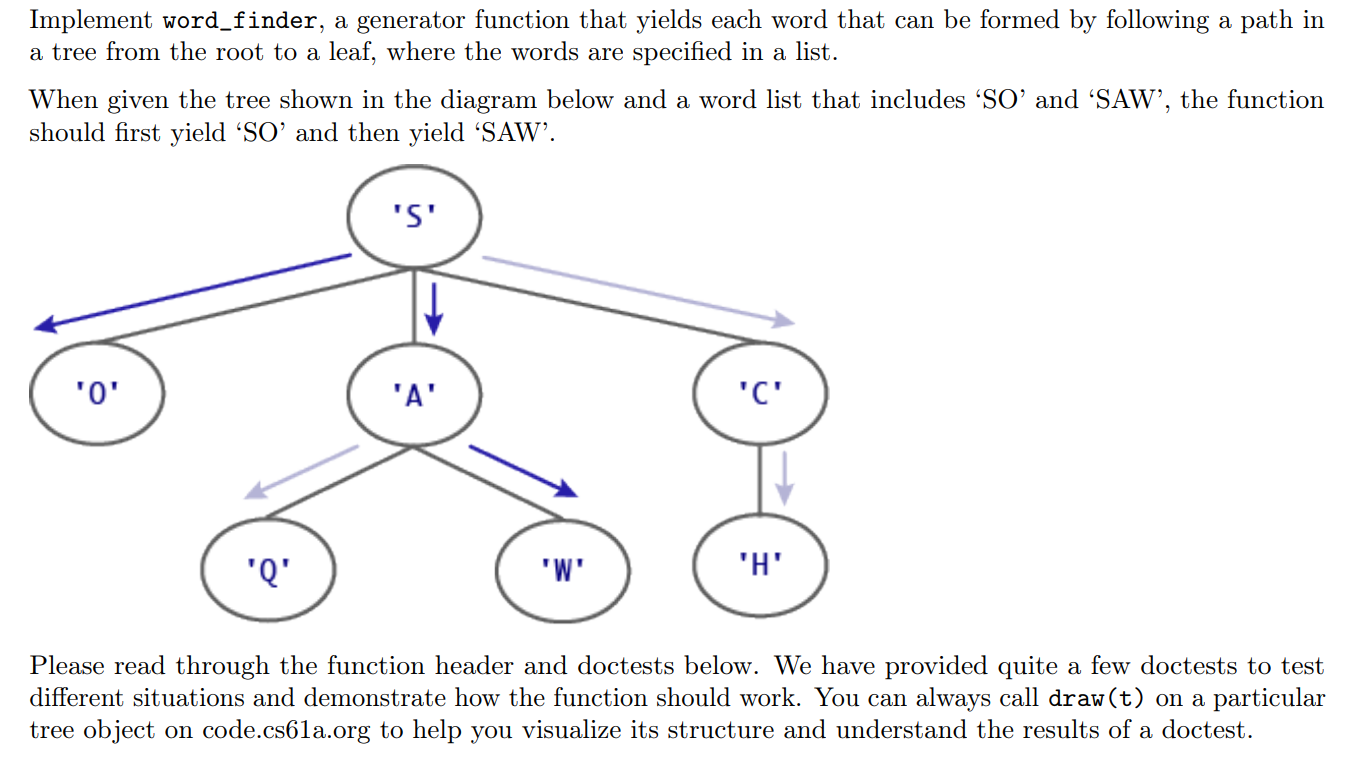 Implement word_finder, a generator function that yields each word that can be formed by following a path in
a tree from the root to a leaf, where the words are specified in a list.
When given the tree shown in the diagram below and a word list that includes ‘SO’ and ‘SAW’, the function
should first yield ‘SO’ and then yield ‘SAW’.
'S'
'O' 'A' 'C'
'Q' 'W' 'H'
Please read through the function header and doctests below. We have provided quite a few doctests to test
different situations and demonstrate how the function should work. You can always call draw(t) on a particular
tree object on code.cs61a.org to help you visualize its structure and understand the results of a doctest.